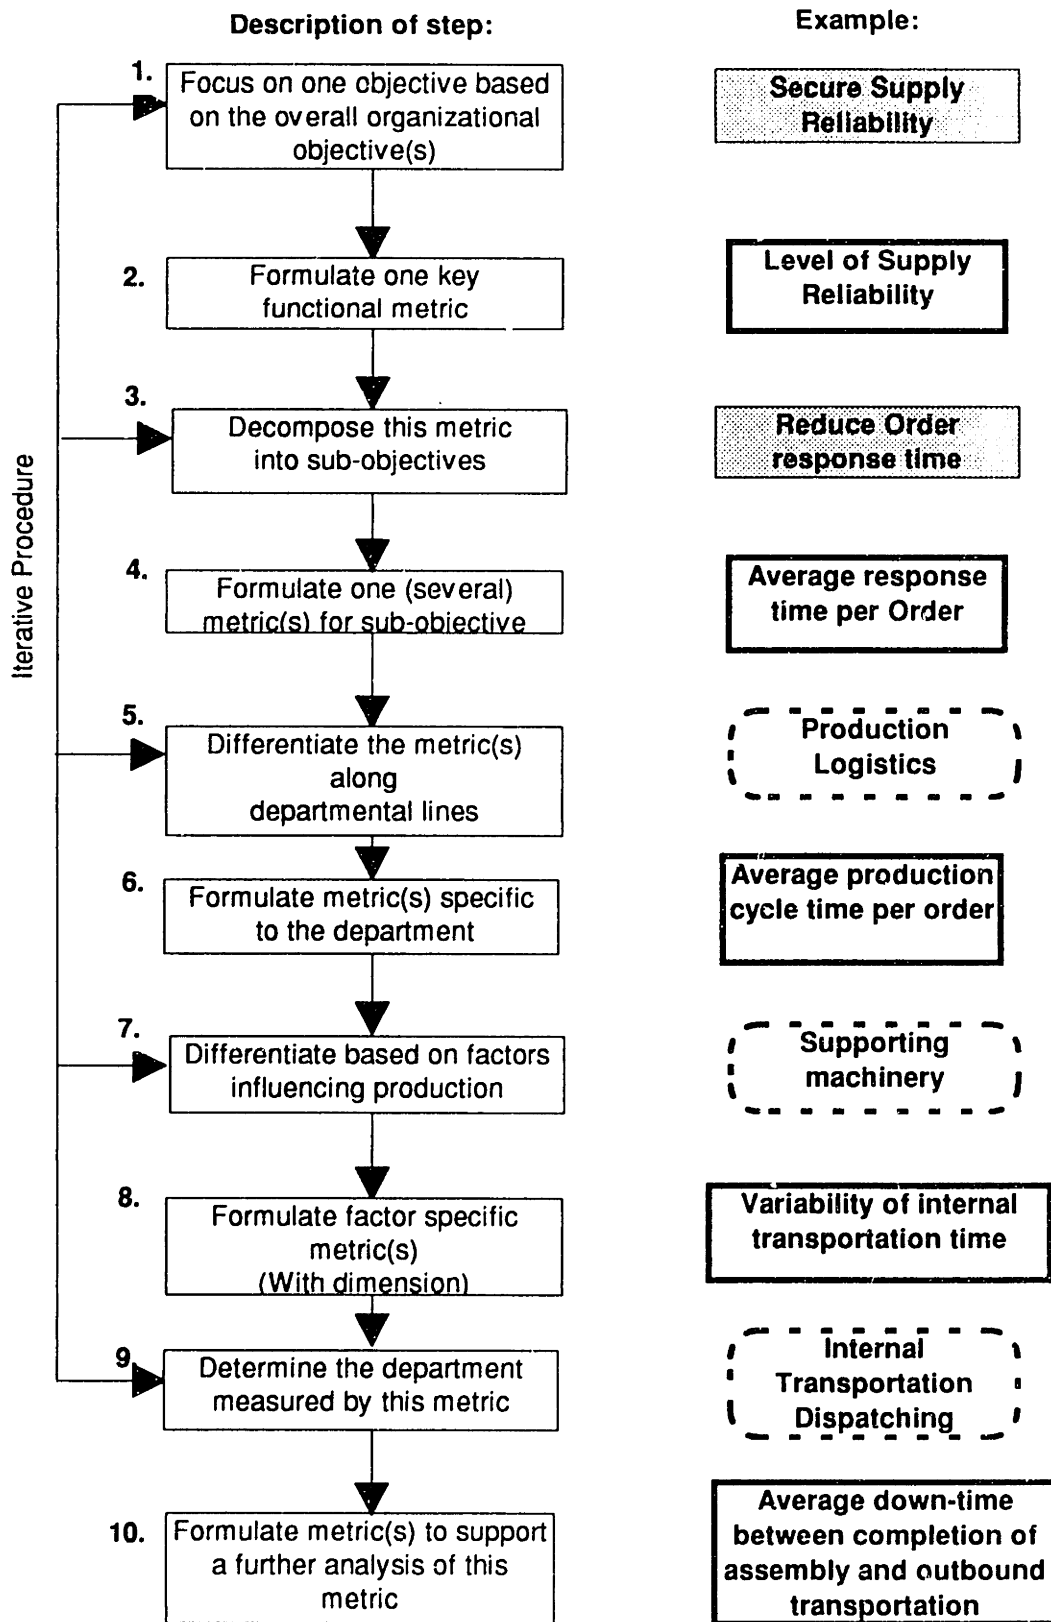 Description of step:
Example:
1.
Focus on one objective based
on the overall organizational
objective(s)
Secure Supply
Reliability
2.
Formulate one key
functional metric
Level of Supply
Reliability
3.
Decompose this metric
into sub-objectives
Reduce Order
response time
Iterative Procedure
4.
Formulate one (several)
metric(s) for sub-objective
Average response
time per Order
5.
Differentiate the metric(s)
along
departmental lines
Production
Logistics
6.
Formulate metric(s) specific
to the department
Average production
cycle time per order
7.
Differentiate based on factors
influencing production
Supporting
machinery
8.
Formulate factor specific
metric(s)
(With dimension)
Variability of internal
transportation time
9.
Determine the department
measured by this metric
Internal
Transportation
Dispatching
10.
Formulate metric(s) to support
a further analysis of this
metric
Average down-time
between completion of
assembly and outbound
transportation